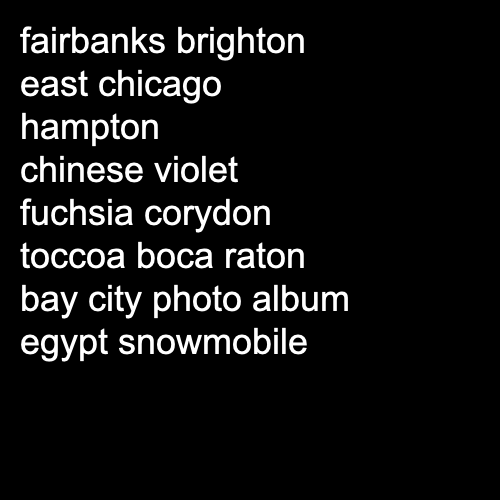 fairbanks brighton
east chicago
hampton
chinese violet
fuchsia corydon
toccoa boca raton
bay city photo album
egypt snowmobile